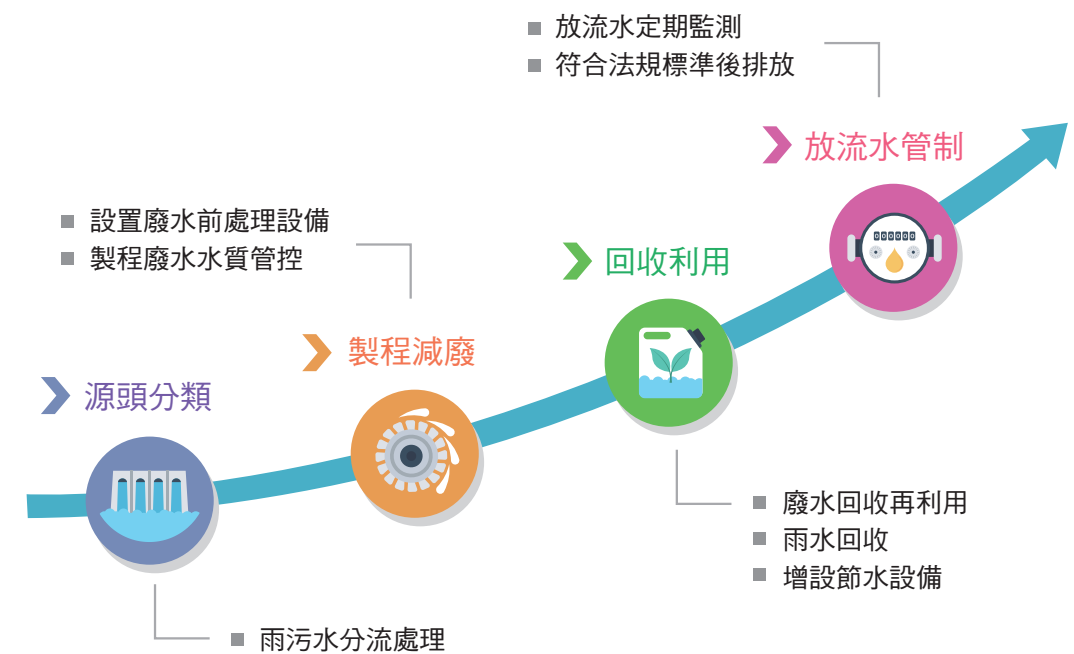 源頭分類
雨污水分流處理
製程減廢
設置廢水前處理設備
製程廢水水質管控
回收利用
廢水回收再利用
雨水回收
增設節水設備
放流水管制
放流水定期監測
符合法規標準後排放
000000